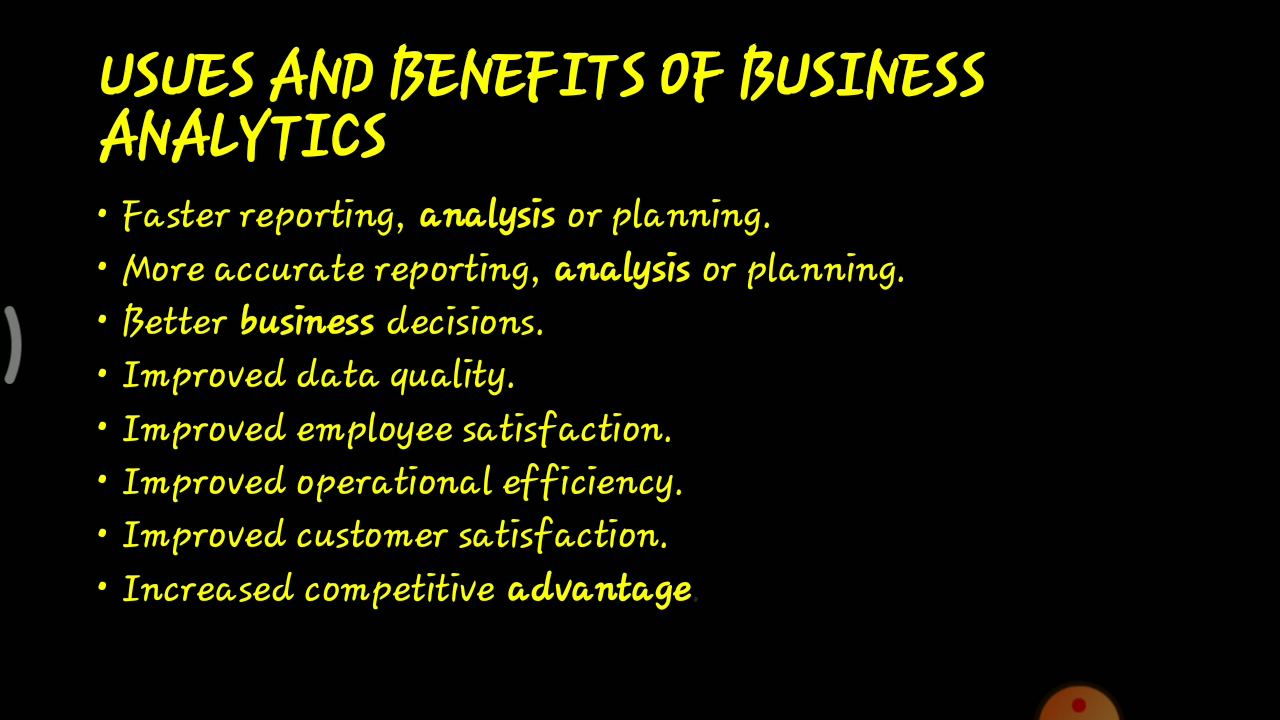 USUES AND BENEFITS OF BUSINESS
ANALYTICS
• Faster reporting, analysis or planning.
• More accurate reporting, analysis or planning.
• Better business decisions.
• Improved data quality.
• Improved employee satisfaction.
• Improved operational efficiency.
• Improved customer satisfaction.
• Increased competitive advantage.